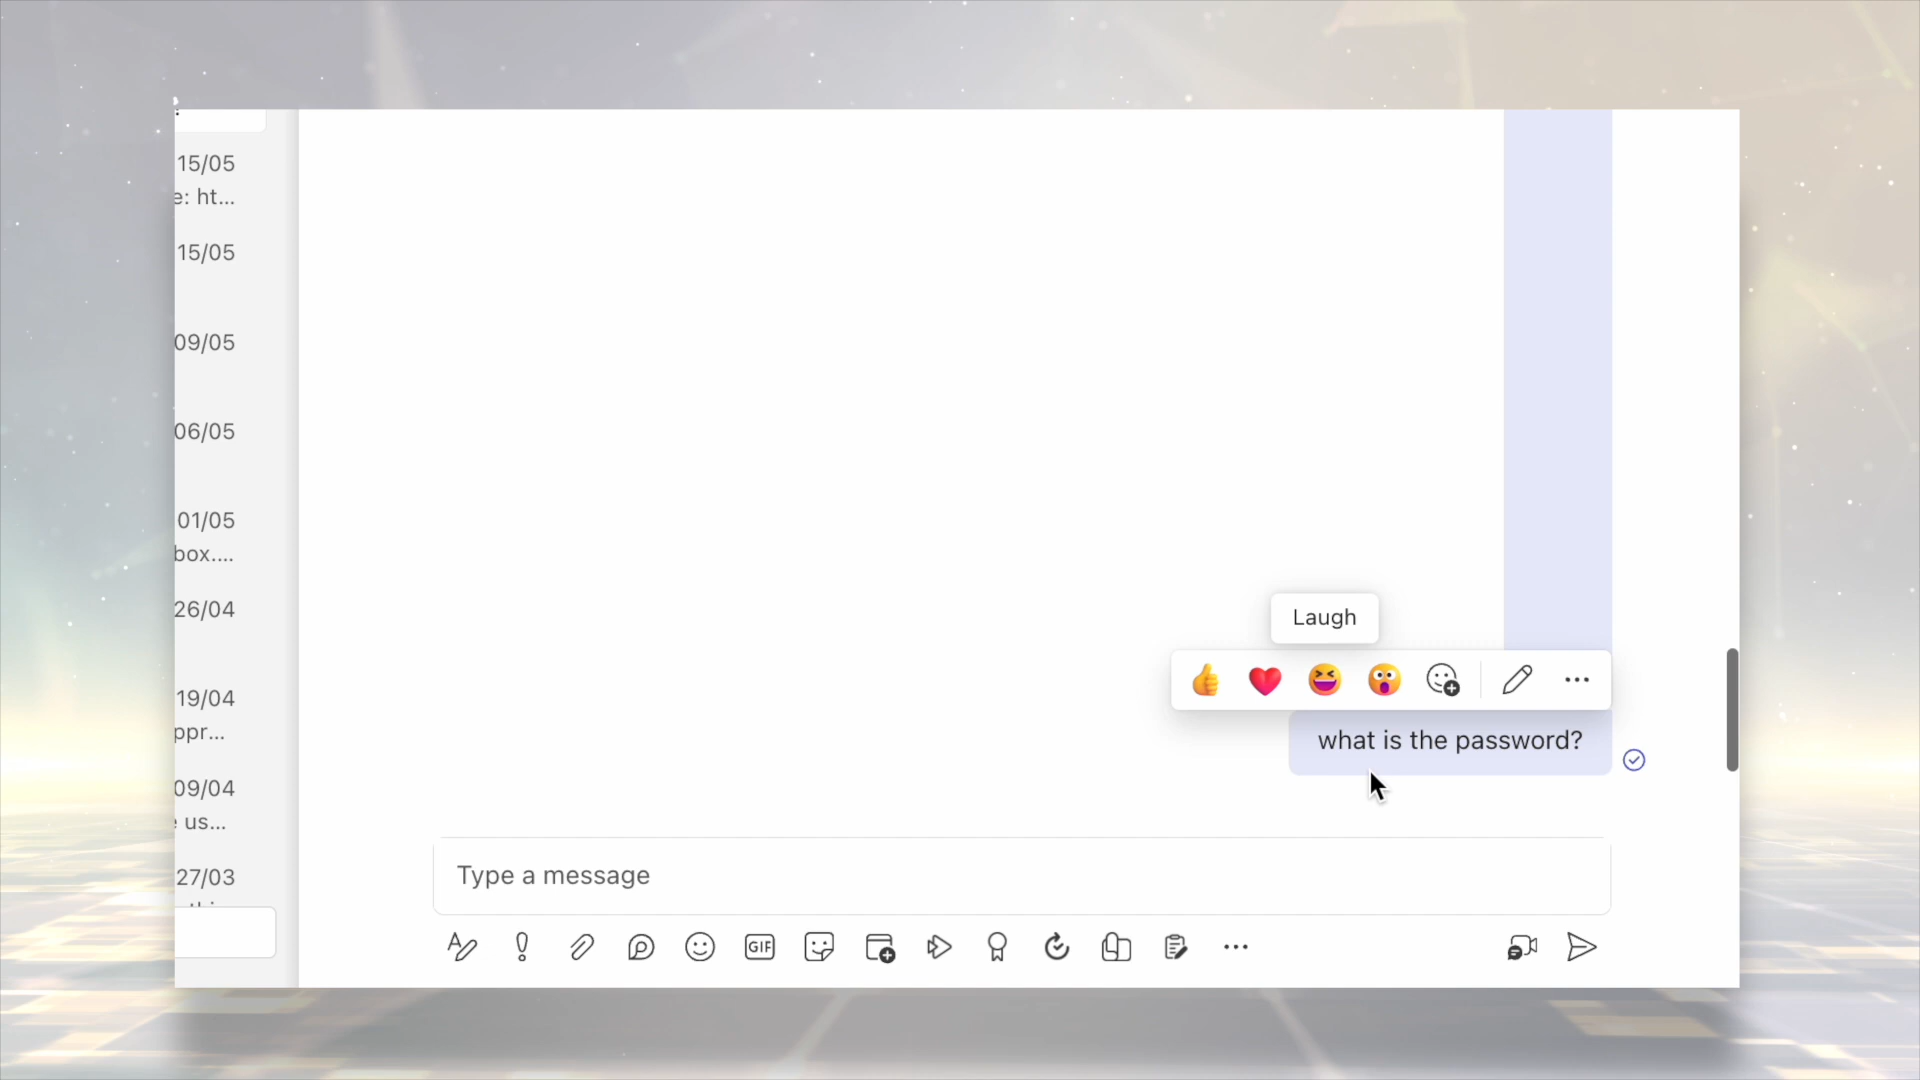 15/05
e: ht...
15/05
09/05
06/05
01/05
box....
26/04
19/04
ppr...
09/04
us...
27/03
Laugh
what is the password?
Type a message
GIF